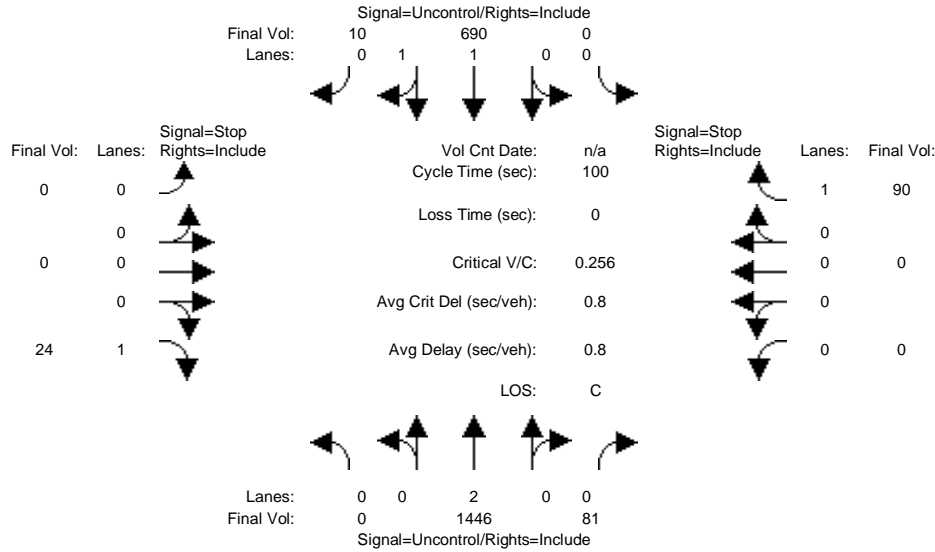 Signal=Uncontrol/Rights=Include
Final Vol: 10 690 0
Lanes: 0 1 1 0 0
Signal=Stop
Final Vol: Lanes: Rights=Include
Vol Cnt Date: n/a
Signal=Stop
Rights=Include Lanes: Final Vol:
Cycle Time (sec): 100
0 0
1 90
Loss Time (sec): 0
0
0
0 0
Critical V/C: 0.256
0 0
0
Avg Crit Del (sec/veh): 0.8
0
24 1
Avg Delay (sec/veh): 0.8
0 0
LOS: C
Lanes: 0 0 2 0 0
Final Vol: 0 1446 81
Signal=Uncontrol/Rights=Include